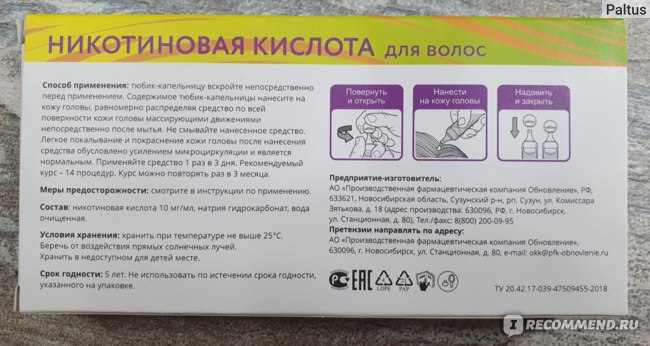 Paltus
НИКОТИНОВАЯ КИСЛОТА для волос
Способ применения: тюбик-капельницу вскройте непосредственно
перед применением. Содержимое тюбик-капельницы нанесите на
кожу головы, равномерно распределяя средство по всей
поверхности кожи головы массирующими движениями
непосредственно после мытья. Не смывайте нанесенное средство.
Легкое покалывание и покраснение кожи головы после нанесения
средства обусловлено усилением микроциркуляции и является
нормальным. Применяйте средство 1 раз в 3 дня. Рекомендуемый
курс – 14 процедур. Курс можно повторять раз в 3 месяца.
Меры предосторожности: смотрите в инструкции по применению.
Состав: никотиновая кислота 10 мг/мл, натрия гидрокарбонат, вода
очищенная.
Условия хранения: хранить при температуре не выше 25°С.
Беречь от воздействия прямых солнечных лучей.
Хранить в недоступном для детей месте.
Срок годности: 5 лет. Не использовать по истечении срока годности,
указанного на упаковке.
Повернуть
и открыть
Нанести
на кожу головы
Надавить
и закрыть
Предприятие-изготовитель:
АО «Производственная фармацевтическая компания Обновление», РФ,
633621, Новосибирская область, Сузунский р-н, рп. Сузун, ул. Комиссара
Зятькова, д. 18 (адрес производства: 630096, РФ, г. Новосибирск,
ул. Станционная, д. 80), Тел./факс: 8(800) 200-09-95
Претензии направлять по адресу:
АО «Производственная фармацевтическая компания Обновление»,
630096, г. Новосибирск, ул. Станционная, д. 80, e-mail: okk@pfk-obnovlenie.ru
EAC
LDPE
PAP
ТУ 20.42.17-039-47509455-2018
IRECOMMEND.RU